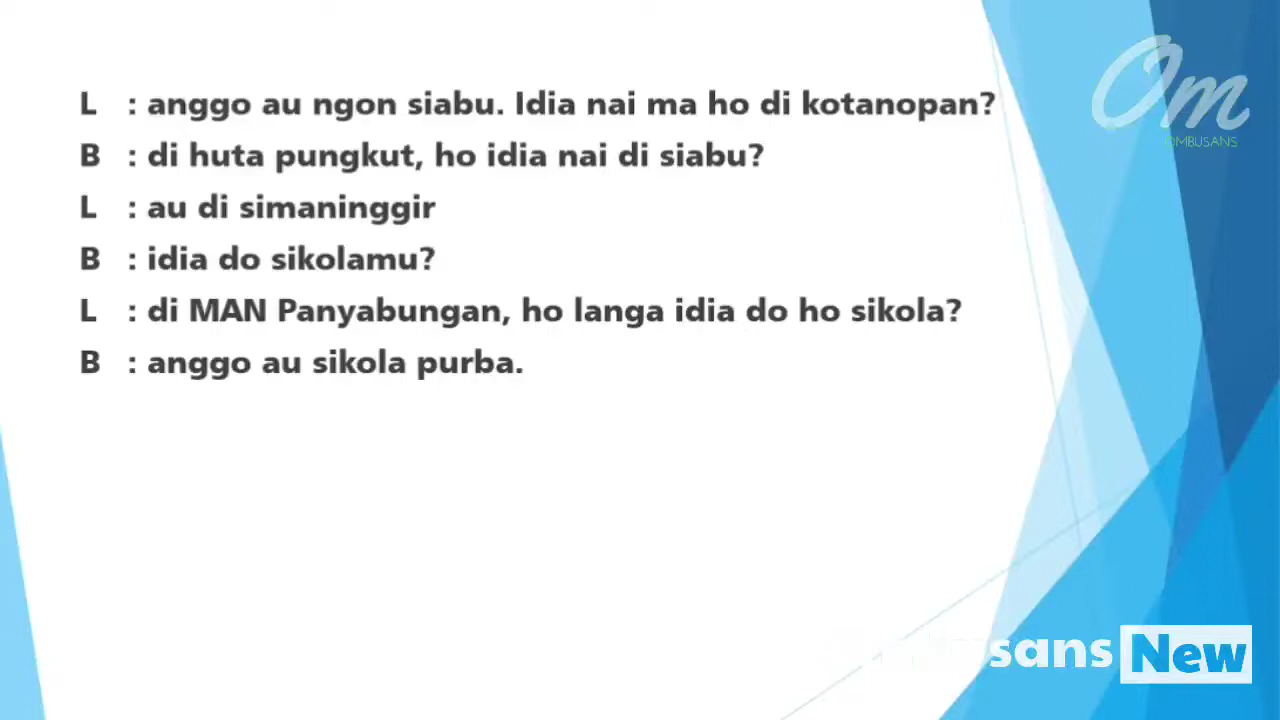 Om
OMBUSANS
L : anggo au ngon siabu. Idia nai ma ho di kotanopan?
B : di huta pungkut, ho idia nai di siabu?
L : au di simaninggir
B : idia do sikolamu?
L : di MAN Panyabungan, ho langa idia do ho sikola?
B : anggo au sikola purba.
sans New